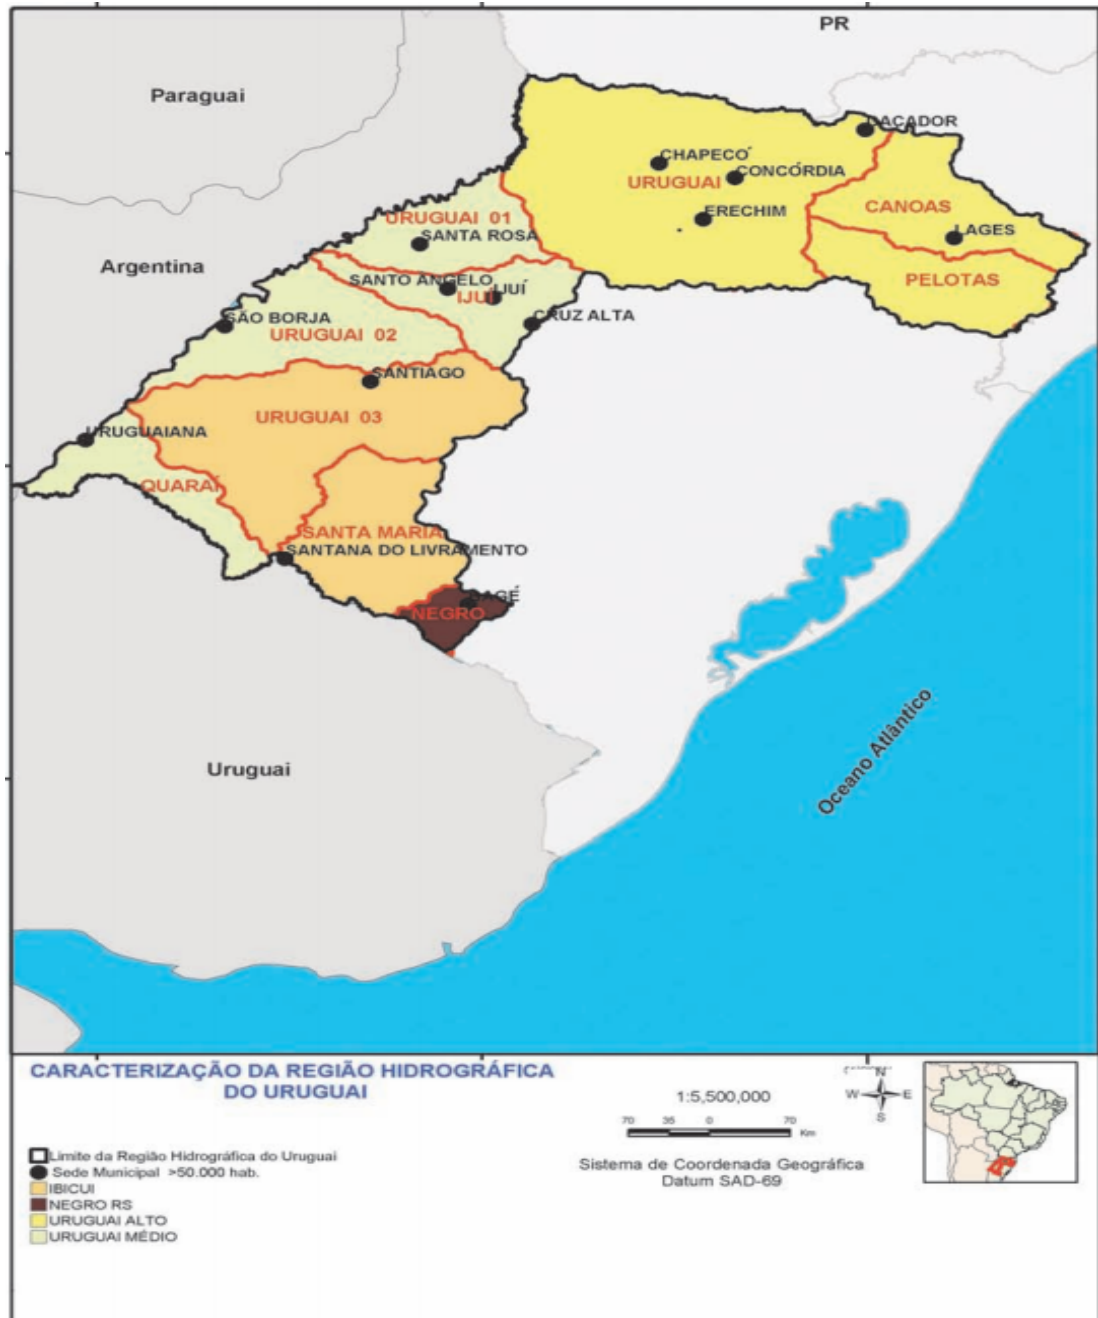 PR
Paraguai
CAÇADOR
CHAPECÓ
CONCÓRDIA
URUGUAI
CANOAS
ERECHIM
URUGUAI 01
LAGES
SANTA ROSA
Argentina
PELOTAS
SANTO ANGELO
IJUÍ
IJUÍ
SÃO BORJA
CRUZ ALTA
URUGUAI 02
SANTIAGO
URUGUAI 03
URUGUAIANA
QUARAÍ
SANTA MARIA
SANTANA DO LIVRAMENTO
BAGÉ
NEGRO
Oceano Atlântico
Uruguai
CARACTERIZAÇÃO DA REGIÃO HIDROGRÁFICA
DO URUGUAI
Limite da Região Hidrográfica do Uruguai
Sede Municipal >50.000 hab.
IBICUI
NEGRO RS
URUGUAI ALTO
URUGUAI MÉDIO
1:5,500,000
70 35 0 70
Km
Sistema de Coordenada Geográfica
Datum SAD-69
N
W E
S